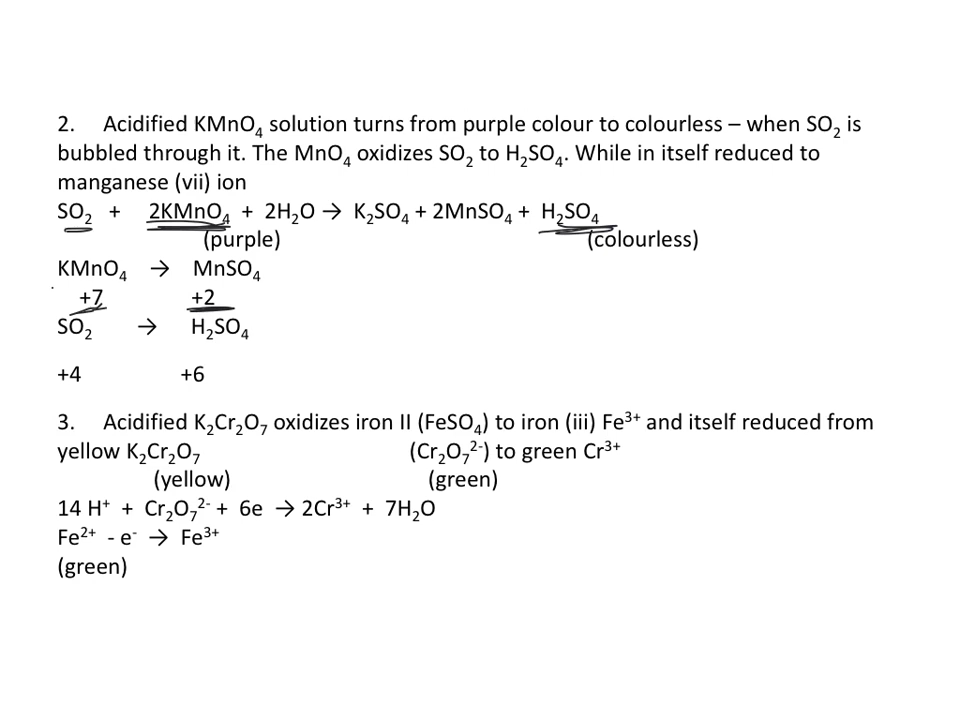 2. Acidified KMnO₄ solution turns from purple colour to colourless – when SO₂ is
bubbled through it. The MnO₄ oxidizes SO₂ to H₂SO₄. While in itself reduced to
manganese (vii) ion
SO₂ + 2KMnO₄ + 2H₂O → K₂SO₄ + 2MnSO₄ + H₂SO₄
(purple) (colourless)
KMnO₄ → MnSO₄
+7 +2
SO₂ → H₂SO₄
+4 +6
3. Acidified K₂Cr₂O₇ oxidizes iron II (FeSO₄) to iron (iii) Fe³⁺ and itself reduced from
yellow K₂Cr₂O₇ (Cr₂O₇²⁻) to green Cr³⁺
(yellow) (green)
14 H⁺ + Cr₂O₇²⁻ + 6e → 2Cr³⁺ + 7H₂O
Fe²⁺ - e⁻ → Fe³⁺
(green)